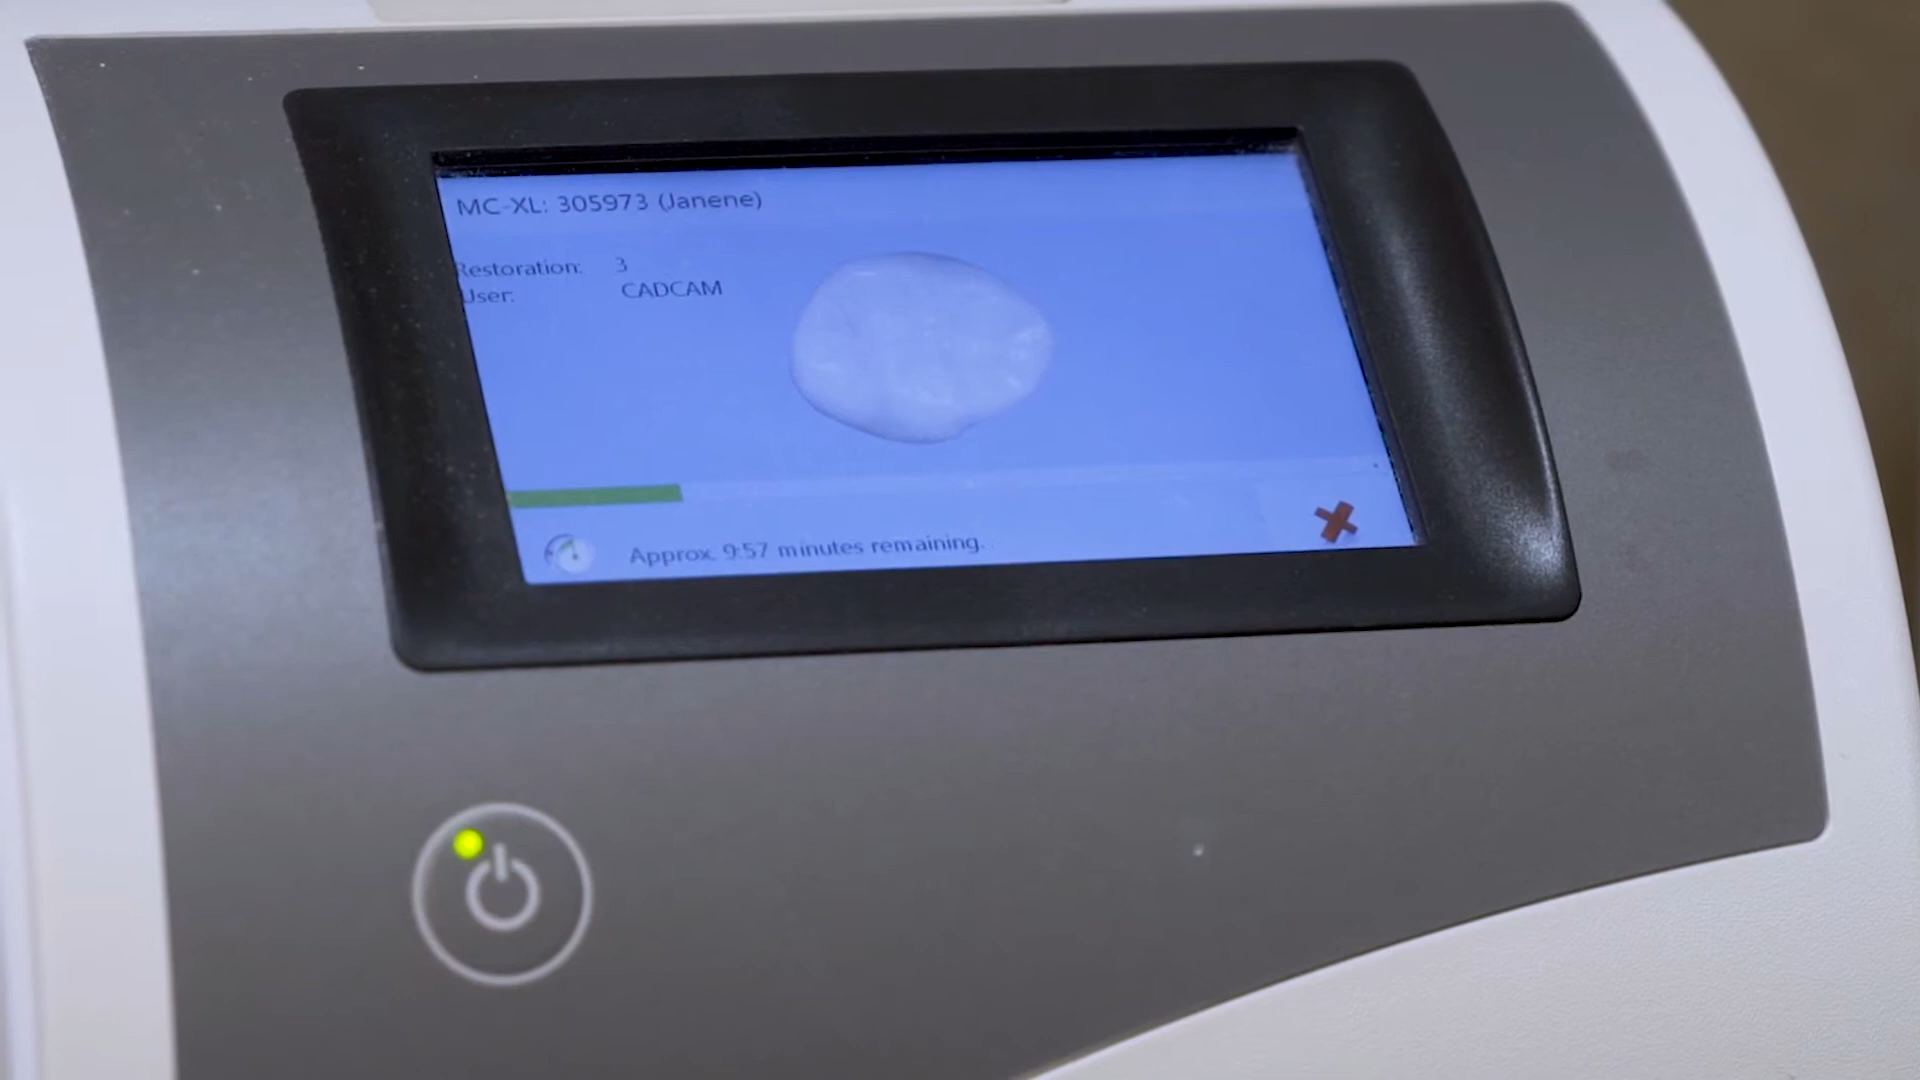 MC-XL: 305973 (Janene)
Restoration: 3
User: CADCAM
Approx. 9:57 minutes remaining.